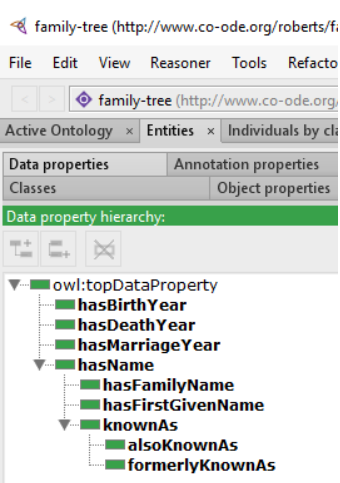 family-tree (http://www.co-ode.org/roberts/fa
File Edit View Reasoner Tools Refacto
< > family-tree (http://www.co-ode.org/
Active Ontology × Entities × Individuals by cla
Data properties Annotation properties
Classes Object properties
Data property hierarchy:
owl:topDataProperty
hasBirthYear
hasDeathYear
hasMarriageYear
hasName
hasFamilyName
hasFirstGivenName
knownAs
alsoKnownAs
formerlyKnownAs